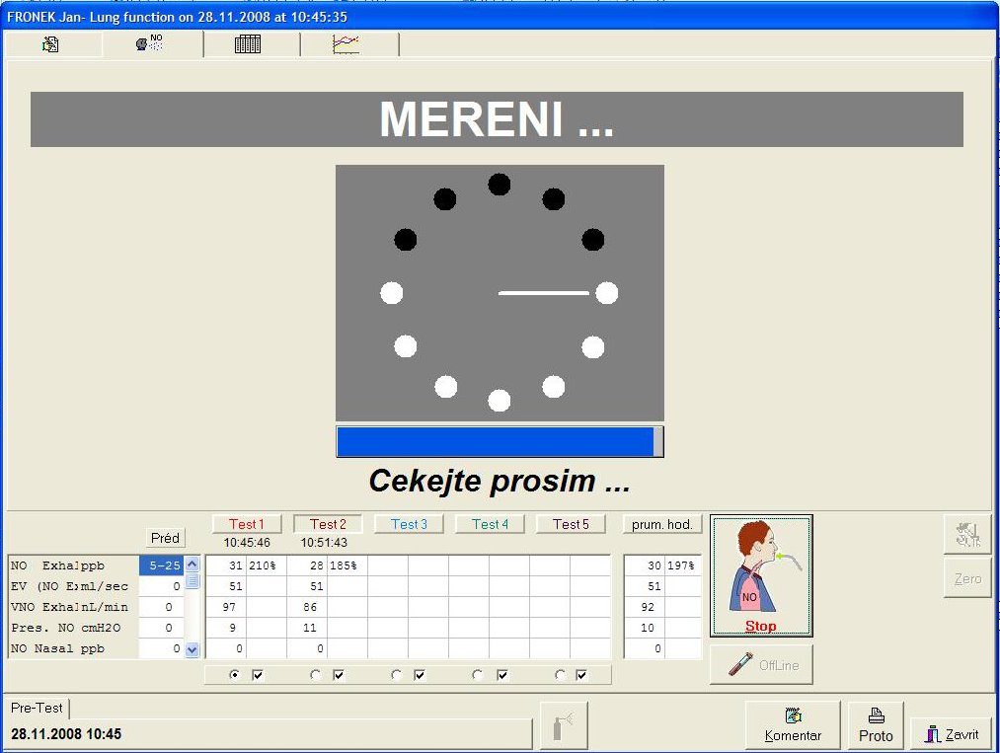 FRONEK Jan- Lung function on 28.11.2008 at 10:45:35
NO
MERENI ...
Cekejte prosim ...
Test 1 Test 2 Test 3 Test 4 Test 5 prum. hod.
Préd 10:45:46 10:51:43
NO Exhalppb 5-25 31 210% 28 185% 30 197%
EV (NO E:ml/sec 0 51 51 51
VNO ExhalnL/min 0 97 86 92
Pres. NO cmH2O 0 9 11 10
NO Nasal ppb 0 0 0 0
NO
Stop
Zero
OffLine
Pre-Test
28.11.2008 10:45
Komentar
Proto
Zavrit